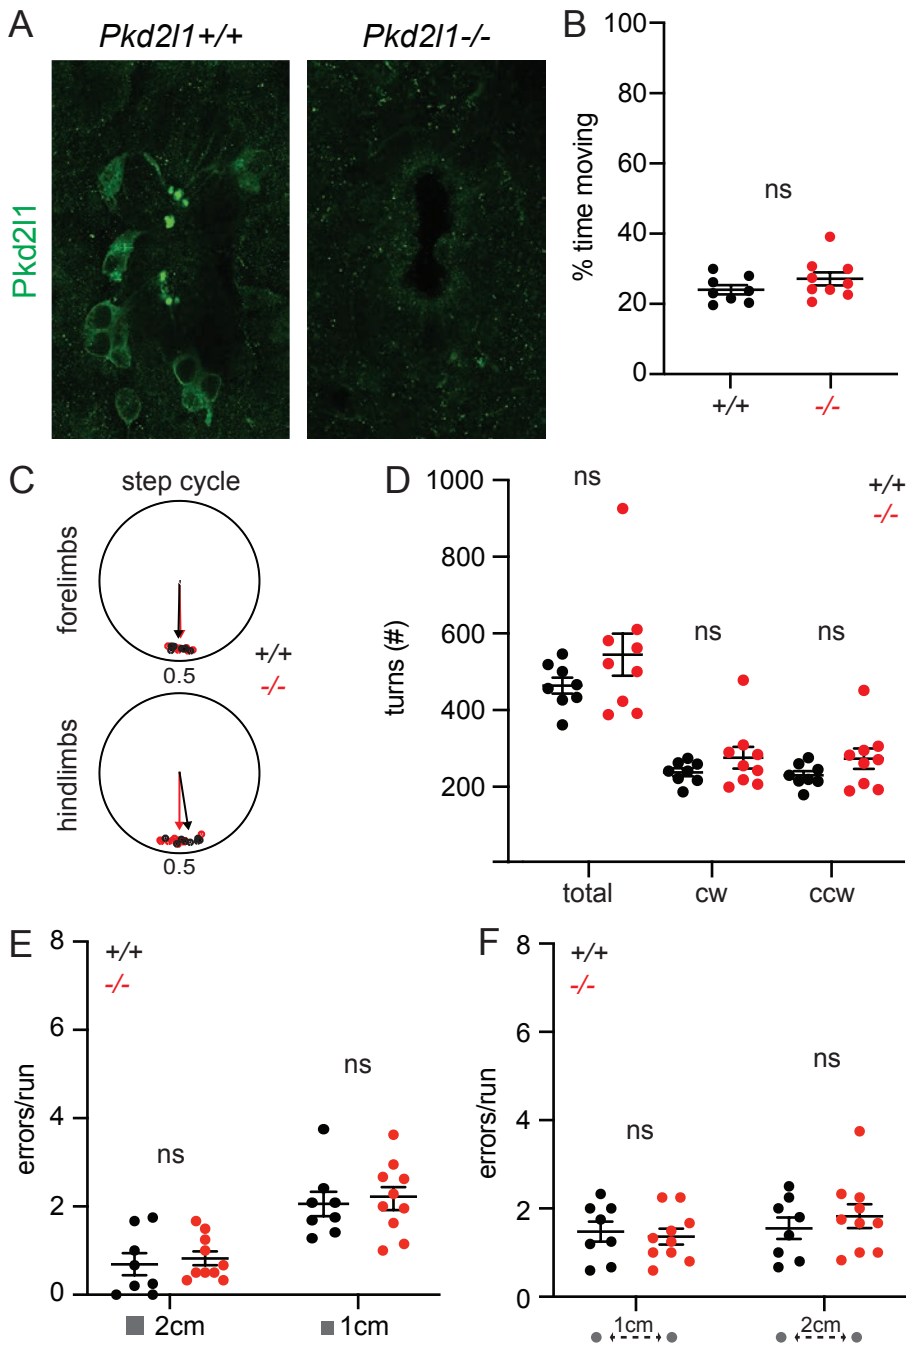 A
Pkd2l1+/+
Pkd2l1-/-
Pkd2l1
B
100
80
60
40
20
0
% time moving
ns
+/+
-/-
C
step cycle
forelimbs
0.5
+/+
-/-
hindlimbs
0.5
D
1000
800
600
400
200
turns (#)
ns
ns
ns
+/+
-/-
total
cw
ccw
E
8
6
4
2
0
errors/run
+/+
-/-
ns
ns
2cm
1cm
F
8
6
4
2
0
errors/run
+/+
-/-
ns
ns
1cm
2cm